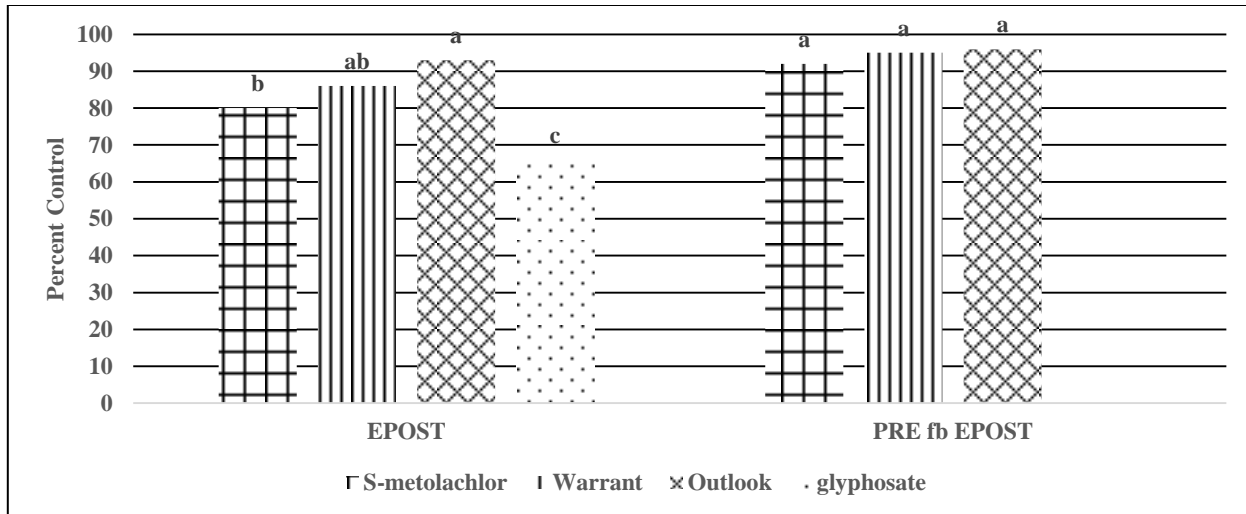 100
90
80
70
60
50
40
30
20
10
0
Percent Control
b
ab
a
c
a
a
a
EPOST
PRE fb EPOST
S-metolachlor Warrant Outlook glyphosate